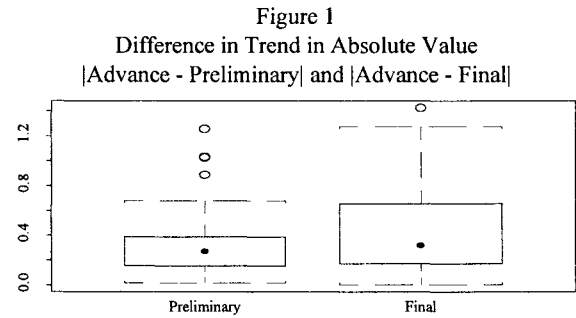 Figure 1
Difference in Trend in Absolute Value
|Advance - Preliminary| and |Advance - Final|
1.2
0.8
0.4
0.0
Preliminary Final